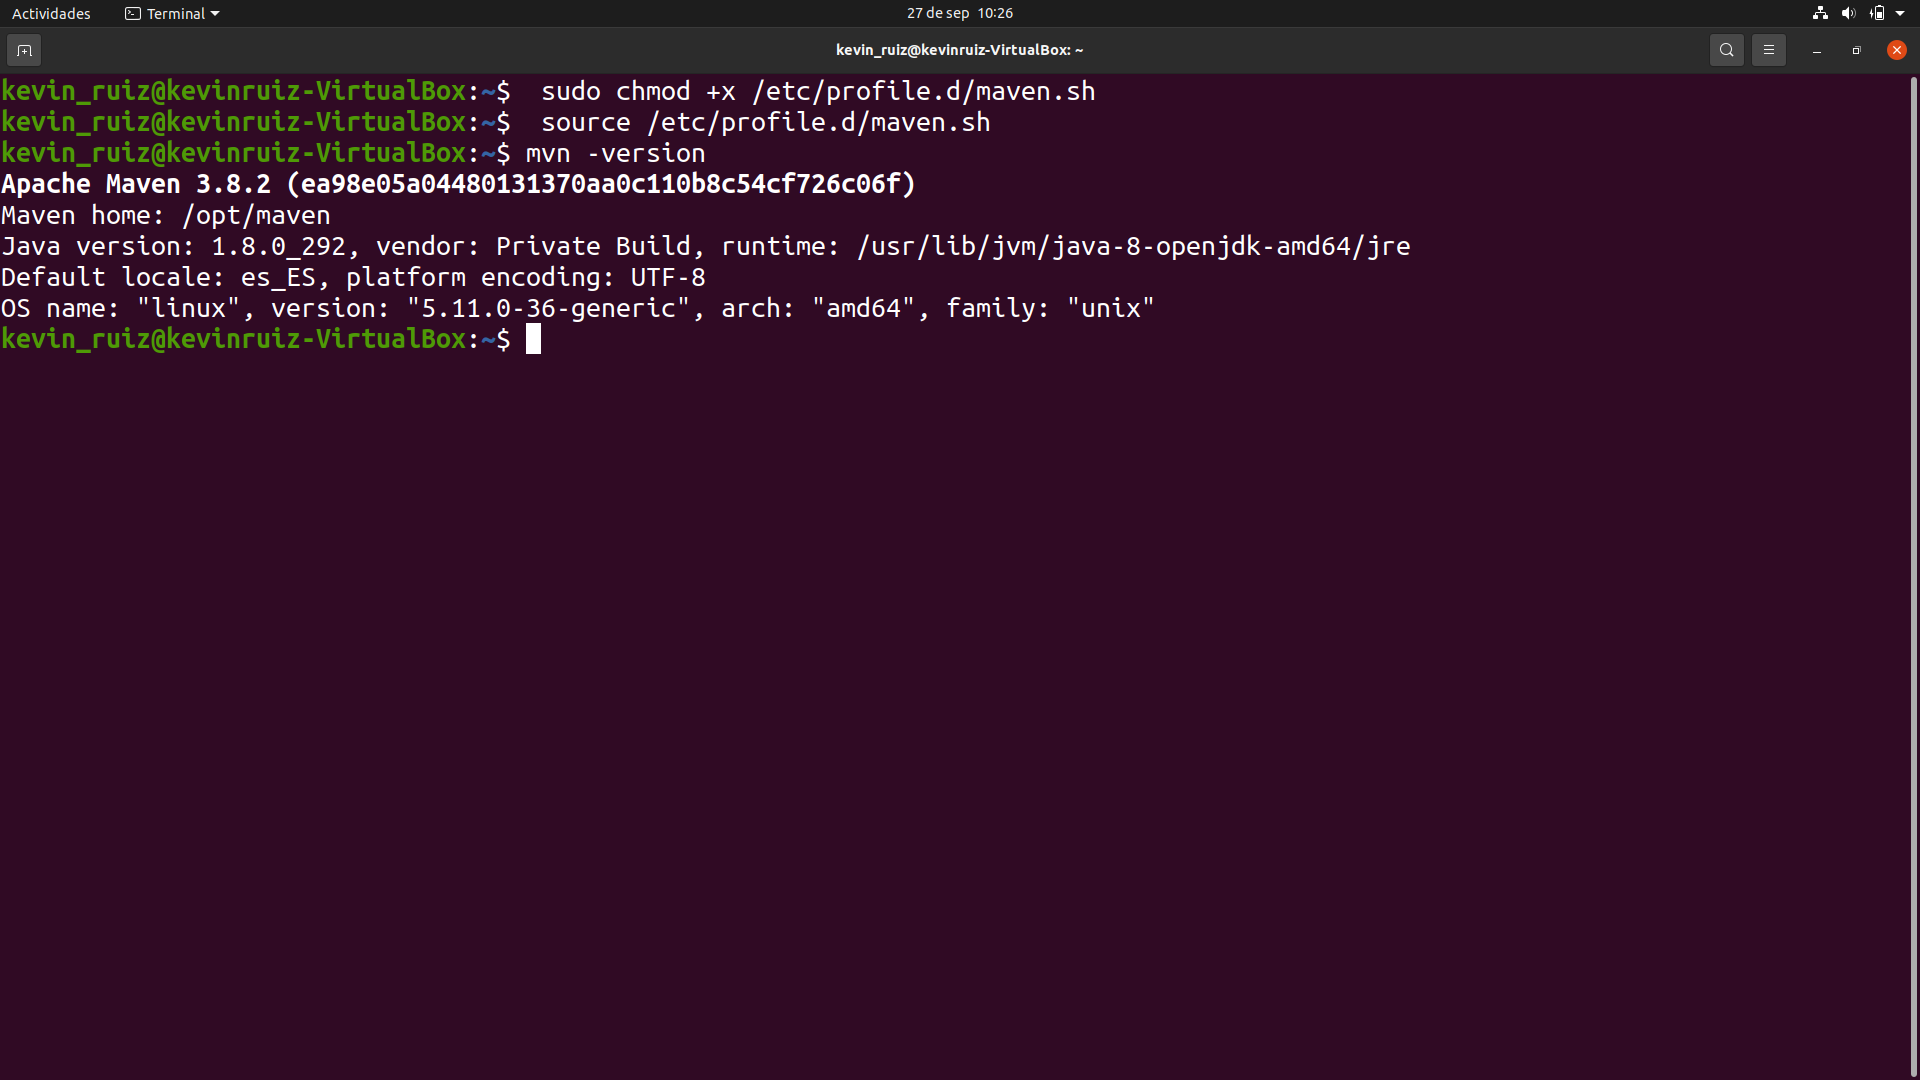 Actividades Terminal 27 de sep 10:26
kevin_ruiz@kevinruiz-VirtualBox: ~
kevin_ruiz@kevinruiz-VirtualBox:~$  sudo chmod +x /etc/profile.d/maven.sh
kevin_ruiz@kevinruiz-VirtualBox:~$  source /etc/profile.d/maven.sh
kevin_ruiz@kevinruiz-VirtualBox:~$ mvn -version
Apache Maven 3.8.2 (ea98e05a04480131370aa0c110b8c54cf726c06f)
Maven home: /opt/maven
Java version: 1.8.0_292, vendor: Private Build, runtime: /usr/lib/jvm/java-8-openjdk-amd64/jre
Default locale: es_ES, platform encoding: UTF-8
OS name: "linux", version: "5.11.0-36-generic", arch: "amd64", family: "unix"
kevin_ruiz@kevinruiz-VirtualBox:~$